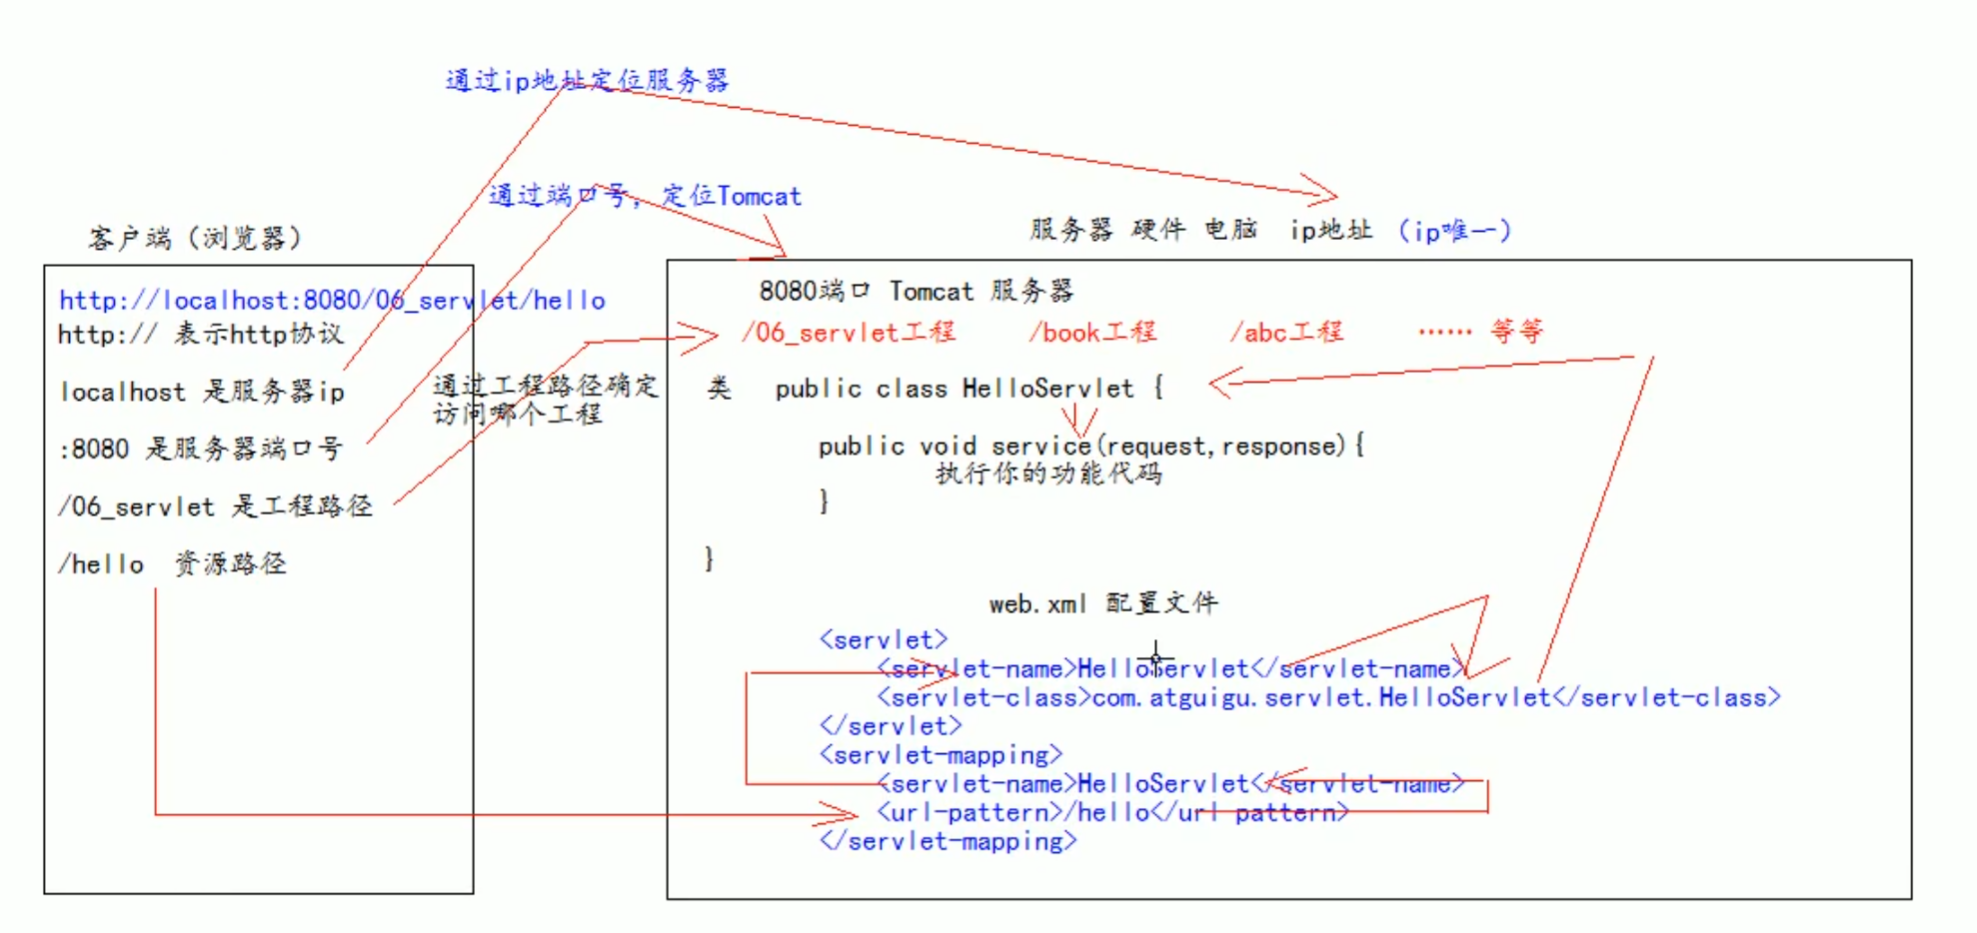 通过ip地址定位服务器
通过端口号，定位Tomcat
客户端（浏览器）
http://localhost:8080/06_servlet/hello
http:// 表示http协议
localhost 是服务器ip
:8080 是服务器端口号
/06_servlet 是工程路径
/hello 资源路径
通过工程路径确定
访问哪个工程
服务器 硬件 电脑 ip地址 （ip唯一）
8080端口 Tomcat 服务器
/06_servlet工程 /book工程 /abc工程 …… 等等
类 public class HelloServlet {
public void service(request,response){
执行你的功能代码
}
}
web.xml 配置文件
<servlet>
<servlet-name>HelloServlet</servlet-name>
<servlet-class>com.atguigu.servlet.HelloServlet</servlet-class>
</servlet>
<servlet-mapping>
<servlet-name>HelloServlet</servlet-name>
<url-pattern>/hello</url-pattern>
</servlet-mapping>